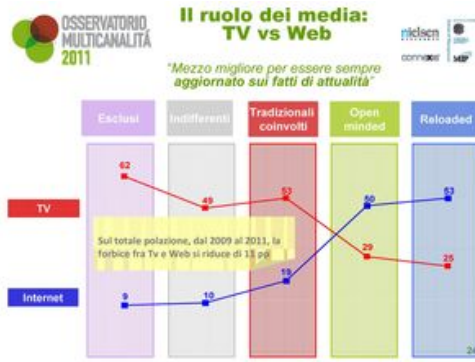 OSSERVATORIO
MULTICANALITÁ
2011
Il ruolo dei media:
TV vs Web
"Mezzo migliore per essere sempre
aggiornato sui fatti di attualità"
nielsen
connexia
MIP
Esclusi
Indifferenti
Tradizionali
coinvolti
Open
minded
Reloaded
62
49
53
50
53
TV
Sul totale polazione, dal 2009 al 2011, la
forbice fra Tv e Web si riduce di 11 pp
29
25
19
Internet
9
10
24